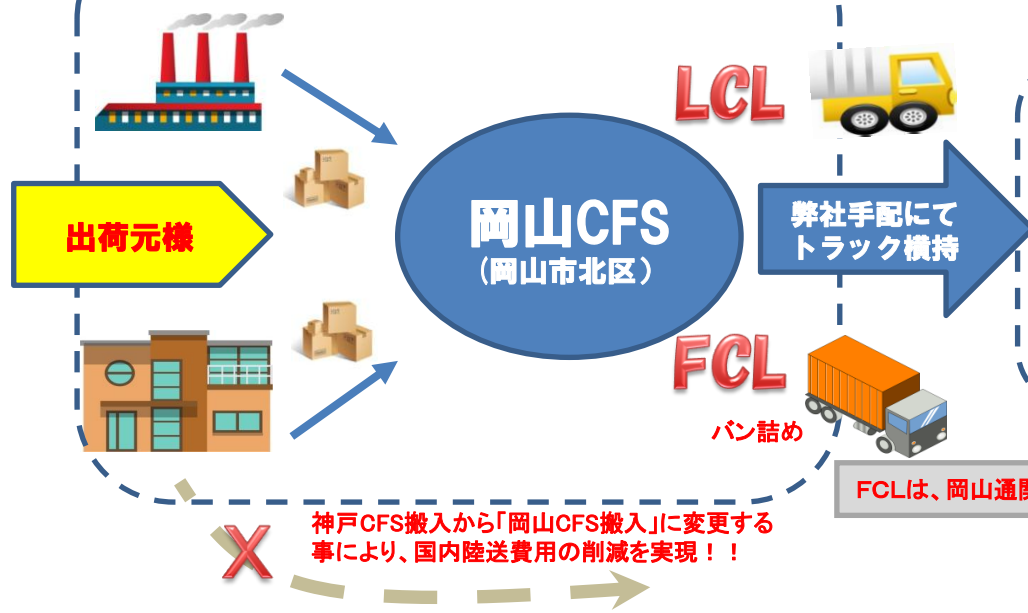 LCL
出荷元様
岡山CFS
(岡山市北区)
弊社手配にて
トラック横持
FCL
バン詰め
FCLは、岡山通関
X
神戸CFS搬入から「岡山CFS搬入」に変更する
事により、国内陸送費用の削減を実現!!